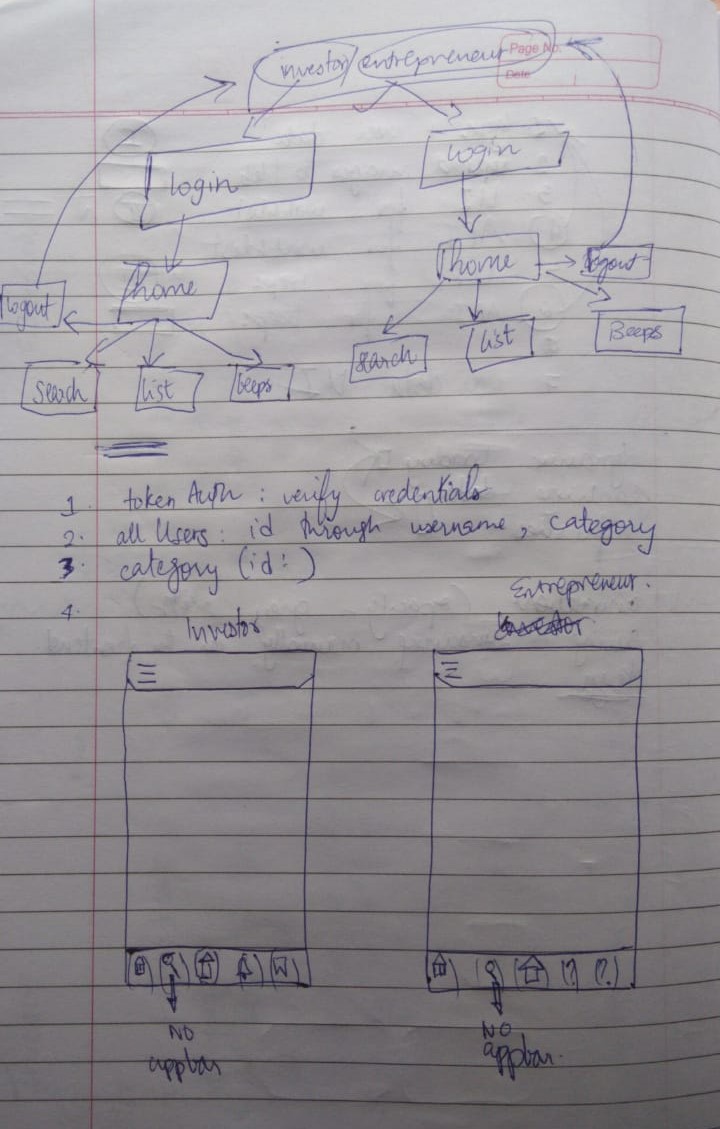 Page No.
Date
investor / entrepreneur
login
login
home
home
logout
logout
search
list
beeps
search
list
Beeps
1. token Auth : verify credentials
2. all Users : id through username, category
3. category (id: )
4.
Investor
Entrepreneur.
NO
appbar
NO
appbar.